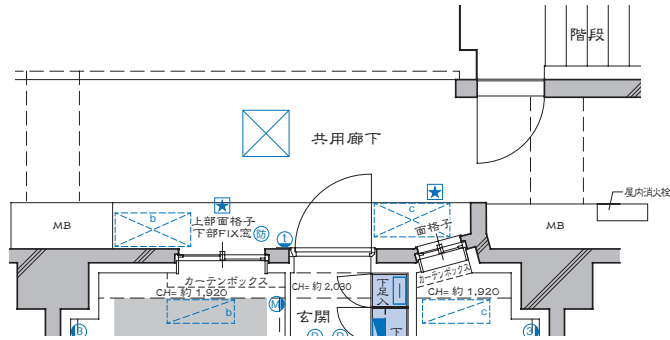 階段
共用廊下
屋内消火栓
MB
b
上部面格子
下部FIX窓
防
t
c
面格子
MB
カーテンボックス
CH=約1,920
CH=約2,030
下足入
カーテンボックス
CH=約1,920
M
b
玄関
下
c
3
3
D
D